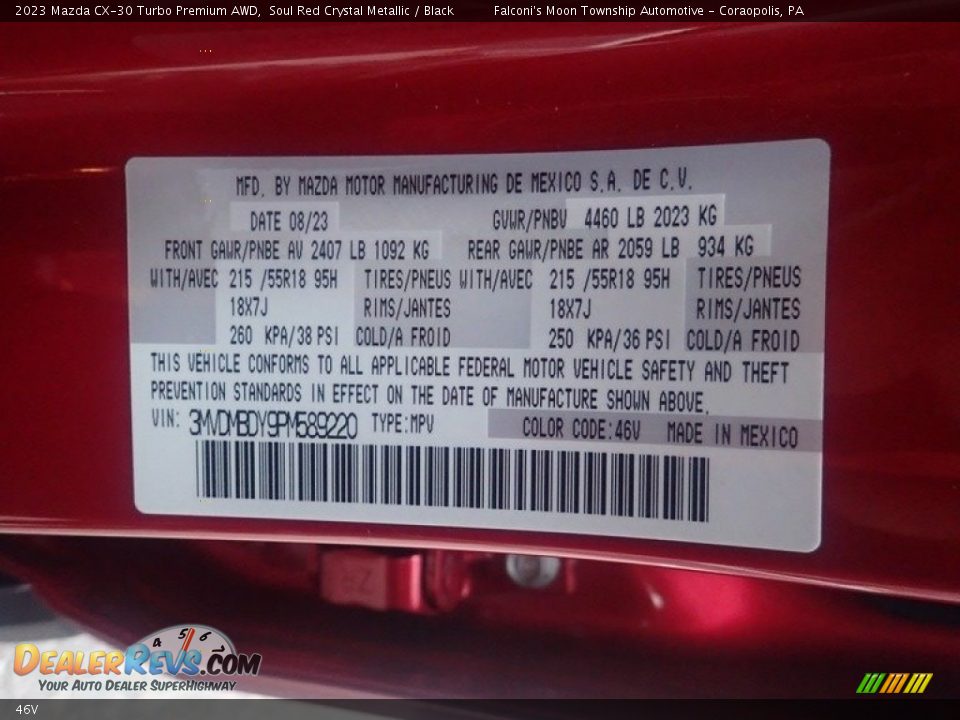 2023 Mazda CX-30 Turbo Premium AWD,  Soul Red Crystal Metallic / Black          Falconi's Moon Township Automotive - Coraopolis, PA
MFD. BY MAZDA MOTOR MANUFACTURING DE MEXICO S.A. DE C.V.
DATE 08/23 GVWR/PNBV 4460 LB 2023 KG
FRONT GAWR/PNBE AV 2407 LB 1092 KG REAR GAWR/PNBE AR 2059 LB 934 KG
WITH/AVEC 215 /55R18 95H TIRES/PNEUS WITH/AVEC 215 /55R18 95H TIRES/PNEUS
18X7J RIMS/JANTES 18X7J RIMS/JANTES
260 KPA/38 PSI COLD/A FROID 250 KPA/36 PSI COLD/A FROID
THIS VEHICLE CONFORMS TO ALL APPLICABLE FEDERAL MOTOR VEHICLE SAFETY AND THEFT
PREVENTION STANDARDS IN EFFECT ON THE DATE OF MANUFACTURE SHOWN ABOVE.
VIN: 3MVDMBDY9PM589220 TYPE:MPV COLOR CODE:46V MADE IN MEXICO
4 5 6
DealerRevs.com
Your Auto Dealer SuperHighway
46V